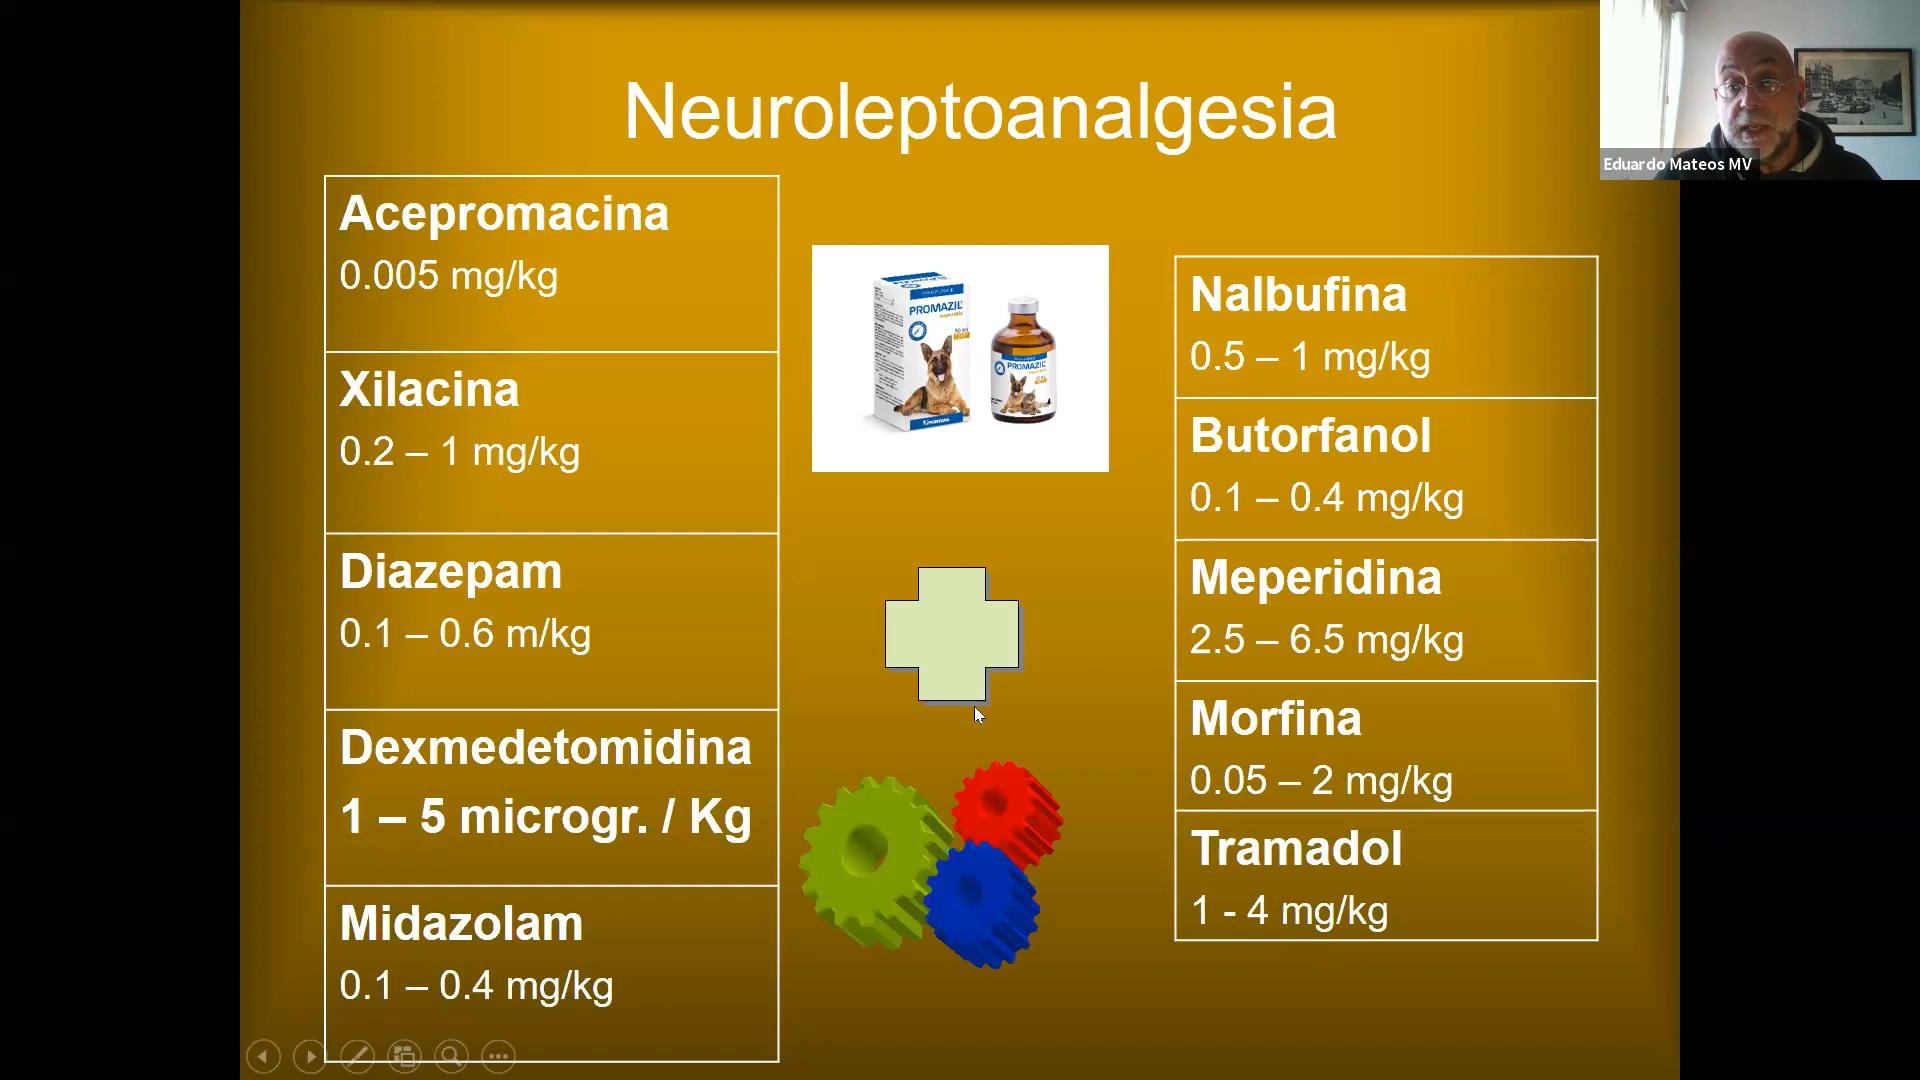 Neuroleptoanalgesia
Eduardo Mateos MV
Acepromacina
0.005 mg/kg
Xilacina
0.2 – 1 mg/kg
Diazepam
0.1 – 0.6 m/kg
Dexmedetomidina
1 – 5 microgr. / Kg
Midazolam
0.1 – 0.4 mg/kg
PROMAZIL
50 ml
PROMAZIL
Nalbufina
0.5 – 1 mg/kg
Butorfanol
0.1 – 0.4 mg/kg
Meperidina
2.5 – 6.5 mg/kg
Morfina
0.05 – 2 mg/kg
Tramadol
1 - 4 mg/kg